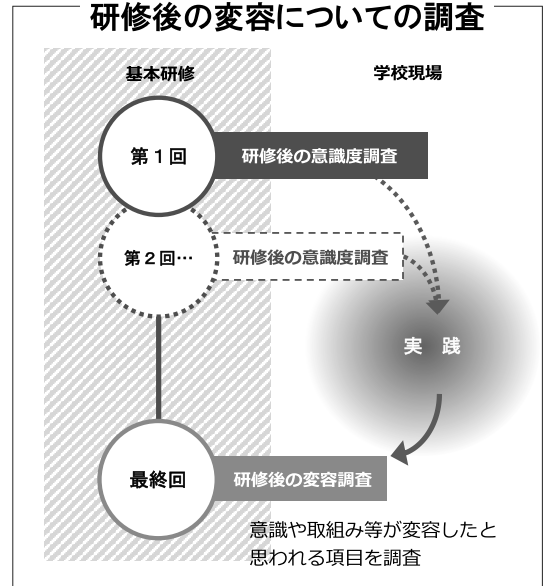 研修後の変容についての調査
基本研修
学校現場
第１回
研修後の意識度調査
第２回…
研修後の意識度調査
実　践
最終回
研修後の変容調査
意識や取組み等が変容したと
思われる項目を調査